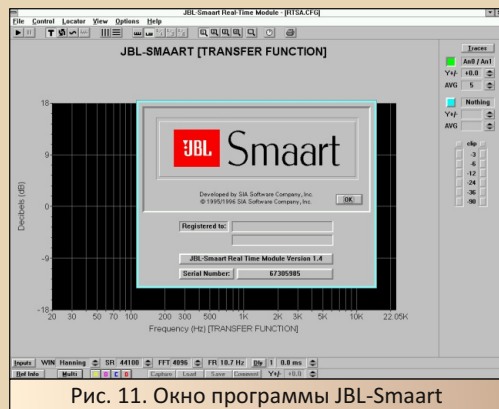 JBL-Smaart Real-Time Module - [RTSA.CFG]
File Control Locator View Options Help
JBL-SMAART [TRANSFER FUNCTION]
Traces
An0 / An1
Y+/- +0.0
AVG 5
Nothing
Y+/-
AVG
clip
-3
-6
-12
-24
-36
-90
Decibels (dB)
18
9
0
-9
-18
JBL Smaart
Developed by SIA Software Company, Inc.
© 1995/1996 SIA Software Company, Inc.
OK
Registered to:
JBL-Smaart Real Time Module Version 1.4
Serial Number: 67305985
20 30 50 70 100 200 300 500 1K 2K 3K 5K 10K 22.05K
Frequency (Hz) [TRANSFER FUNCTION]
Inputs WIN Hanning SR 44100 FFT 4096 FR 10.7 Hz Dly 1 0.0 ms
Ref Info Multi Capture Load Save Comment Y+/- +0.0
Рис. 11. Окно программы JBL-Smaart